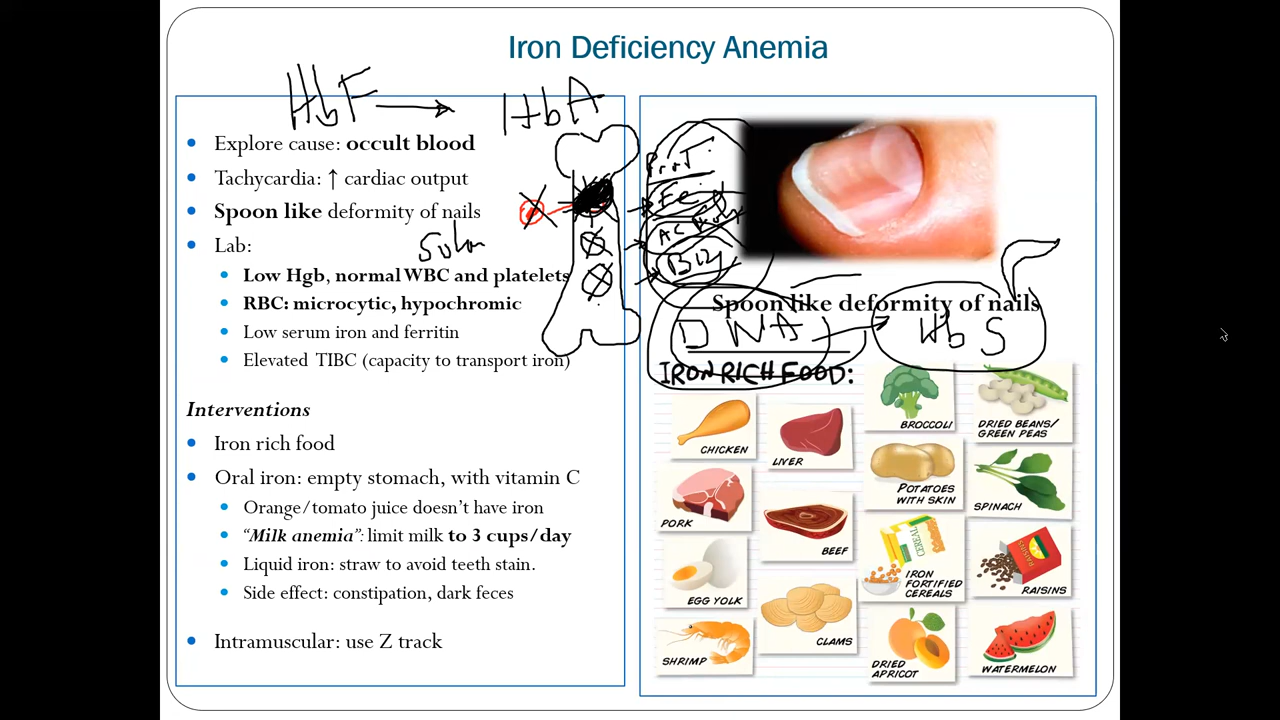 Iron Deficiency Anemia
HbF → HbA
Explore cause: occult blood
Tachycardia: ↑ cardiac output
Spoon like deformity of nails
Lab:
Low Hgb, normal WBC and platelets
RBC: microcytic, hypochromic
Low serum iron and ferritin
Elevated TIBC (capacity to transport iron)
Interventions
Iron rich food
Oral iron: empty stomach, with vitamin C
Orange/tomato juice doesn't have iron
"Milk anemia": limit milk to 3 cups/day
Liquid iron: straw to avoid teeth stain.
Side effect: constipation, dark feces
Intramuscular: use Z track
Prot.
Fe
B12
Spoon like deformity of nails
DNA → Hb S
IRON RICH FOOD:
CHICKEN
LIVER
BROCCOLI
DRIED BEANS/
GREEN PEAS
PORK
BEEF
POTATOES
WITH SKIN
SPINACH
EGG YOLK
CLAMS
CEREAL
IRON
FORTIFIED
CEREALS
RAISINS
RAISINS
SHRIMP
DRIED
APRICOT
WATERMELON